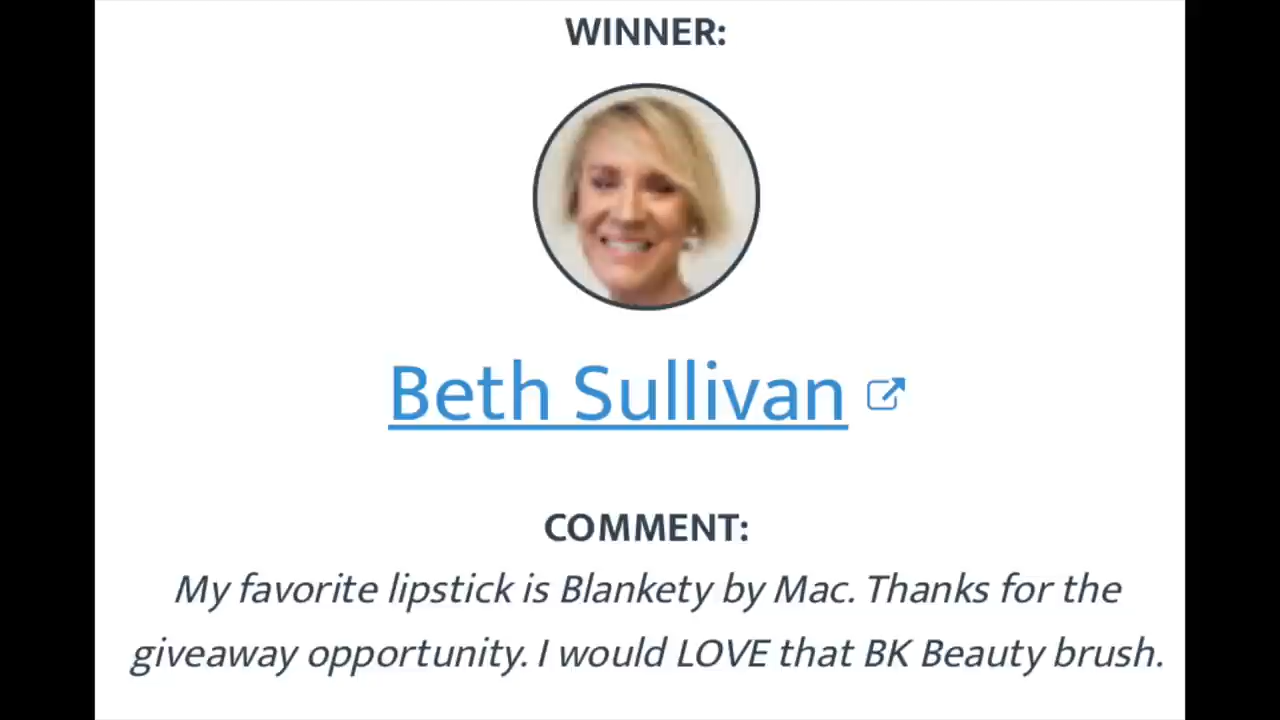 WINNER:
Beth Sullivan
COMMENT:
My favorite lipstick is Blankety by Mac. Thanks for the
giveaway opportunity. I would LOVE that BK Beauty brush.